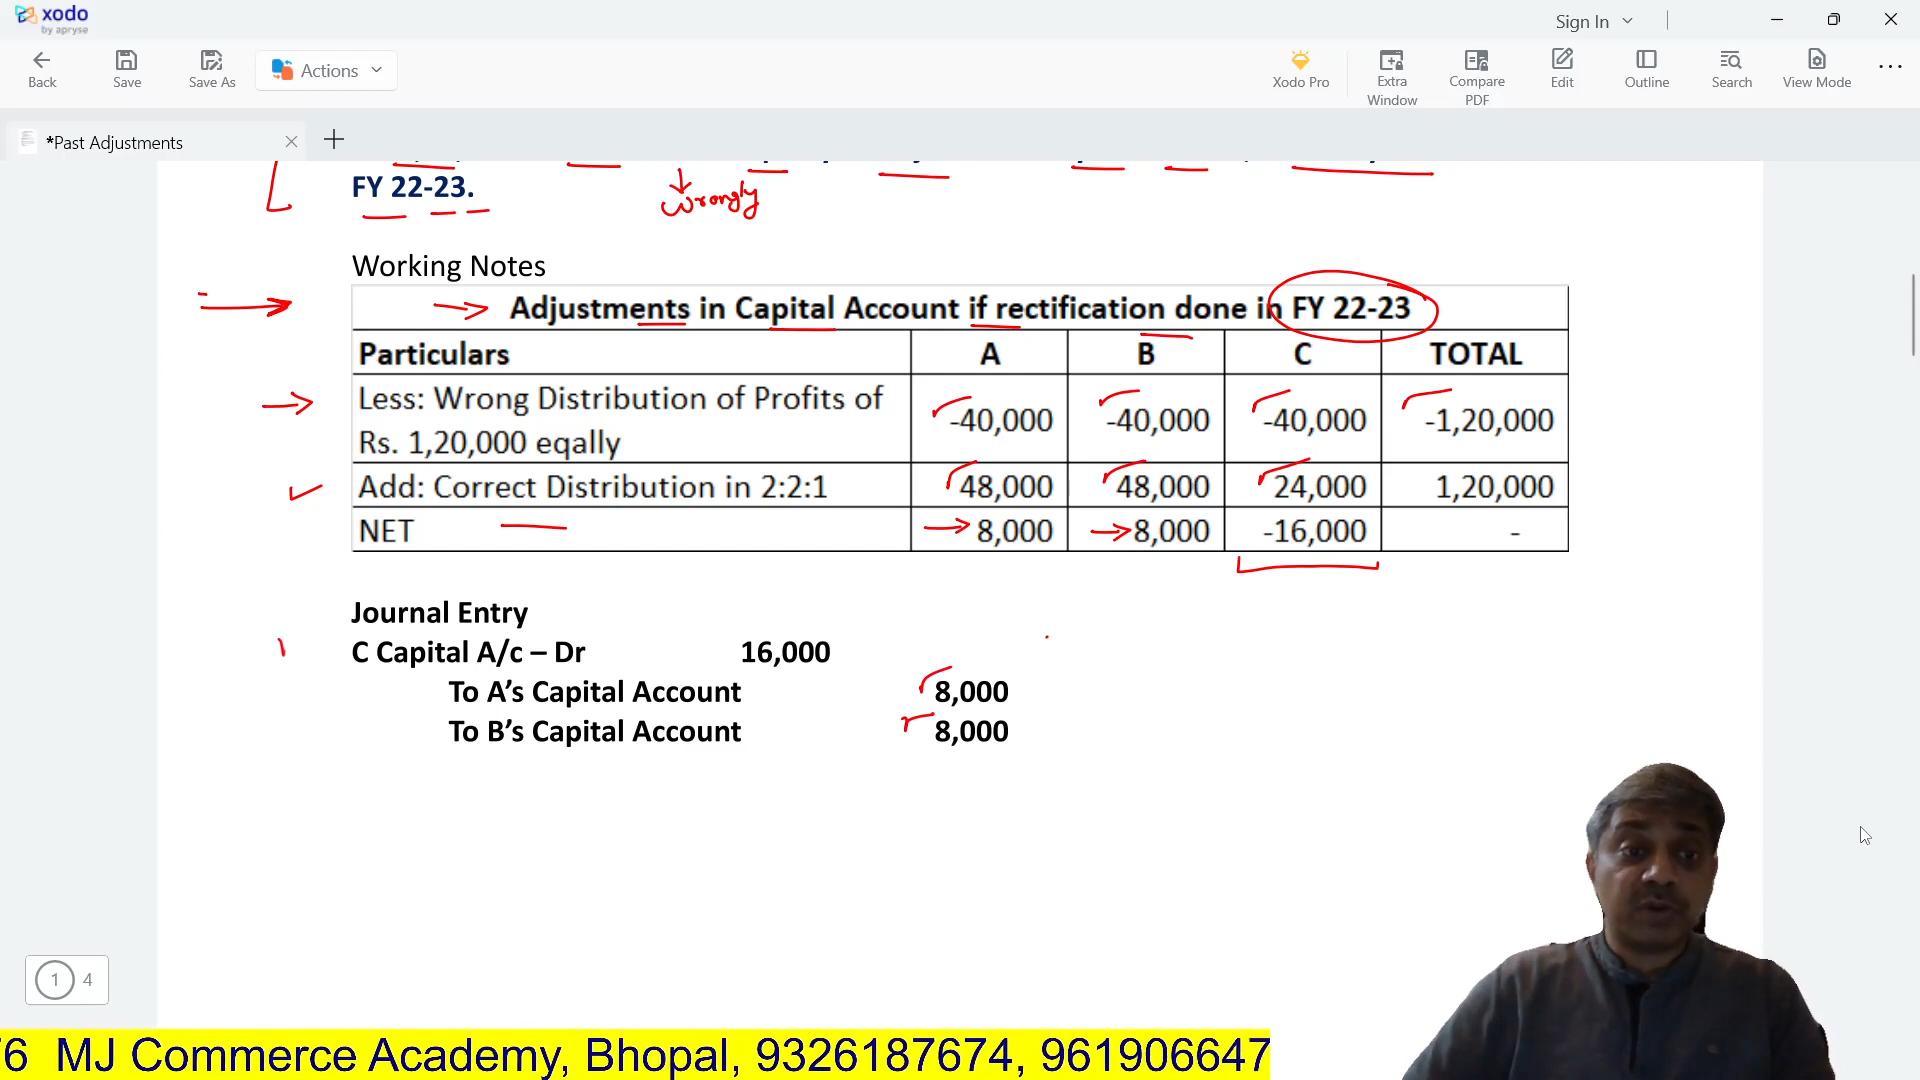 xodo
by apryse
Sign In
Back
Save
Save As
Actions
Xodo Pro
Extra Window
Compare PDF
Edit
Outline
Search
View Mode
*Past Adjustments
FY 22-23.
wrongly
Working Notes
Adjustments in Capital Account if rectification done in FY 22-23
Particulars A B C TOTAL
Less: Wrong Distribution of Profits of Rs. 1,20,000 eqally -40,000 -40,000 -40,000 -1,20,000
Add: Correct Distribution in 2:2:1 48,000 48,000 24,000 1,20,000
NET 8,000 8,000 -16,000 -
Journal Entry
C Capital A/c – Dr 16,000
To A's Capital Account 8,000
To B's Capital Account 8,000
1 4
6 MJ Commerce Academy, Bhopal, 9326187674, 961906647